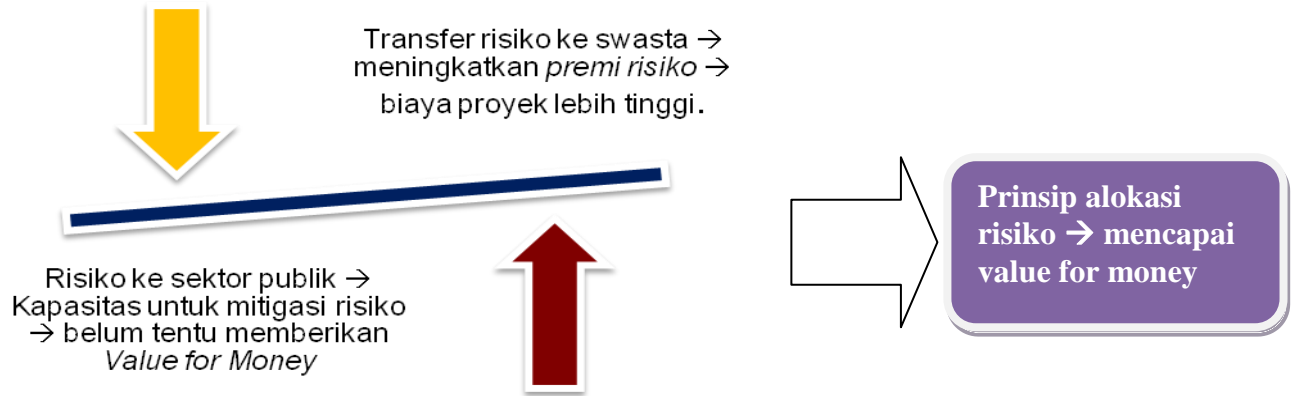 Transfer risiko ke swasta →
meningkatkan premi risiko →
biaya proyek lebih tinggi.
Risiko ke sektor publik →
Kapasitas untuk mitigasi risiko
→ belum tentu memberikan
Value for Money
Prinsip alokasi
risiko → mencapai
value for money